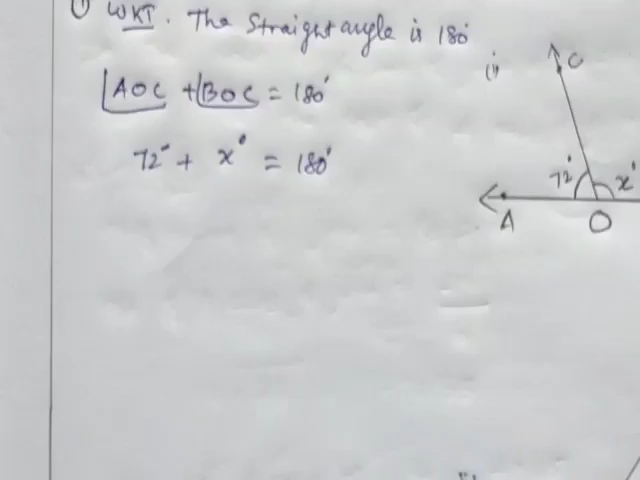 ① WKT. The Straight angle is 180°
∠AOC + ∠BOC = 180°
72° + x° = 180°
(i)
C
72° x°
A O